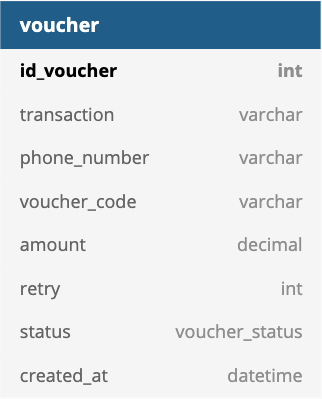 voucher
id_voucher int
transaction varchar
phone_number varchar
voucher_code varchar
amount decimal
retry int
status voucher_status
created_at datetime